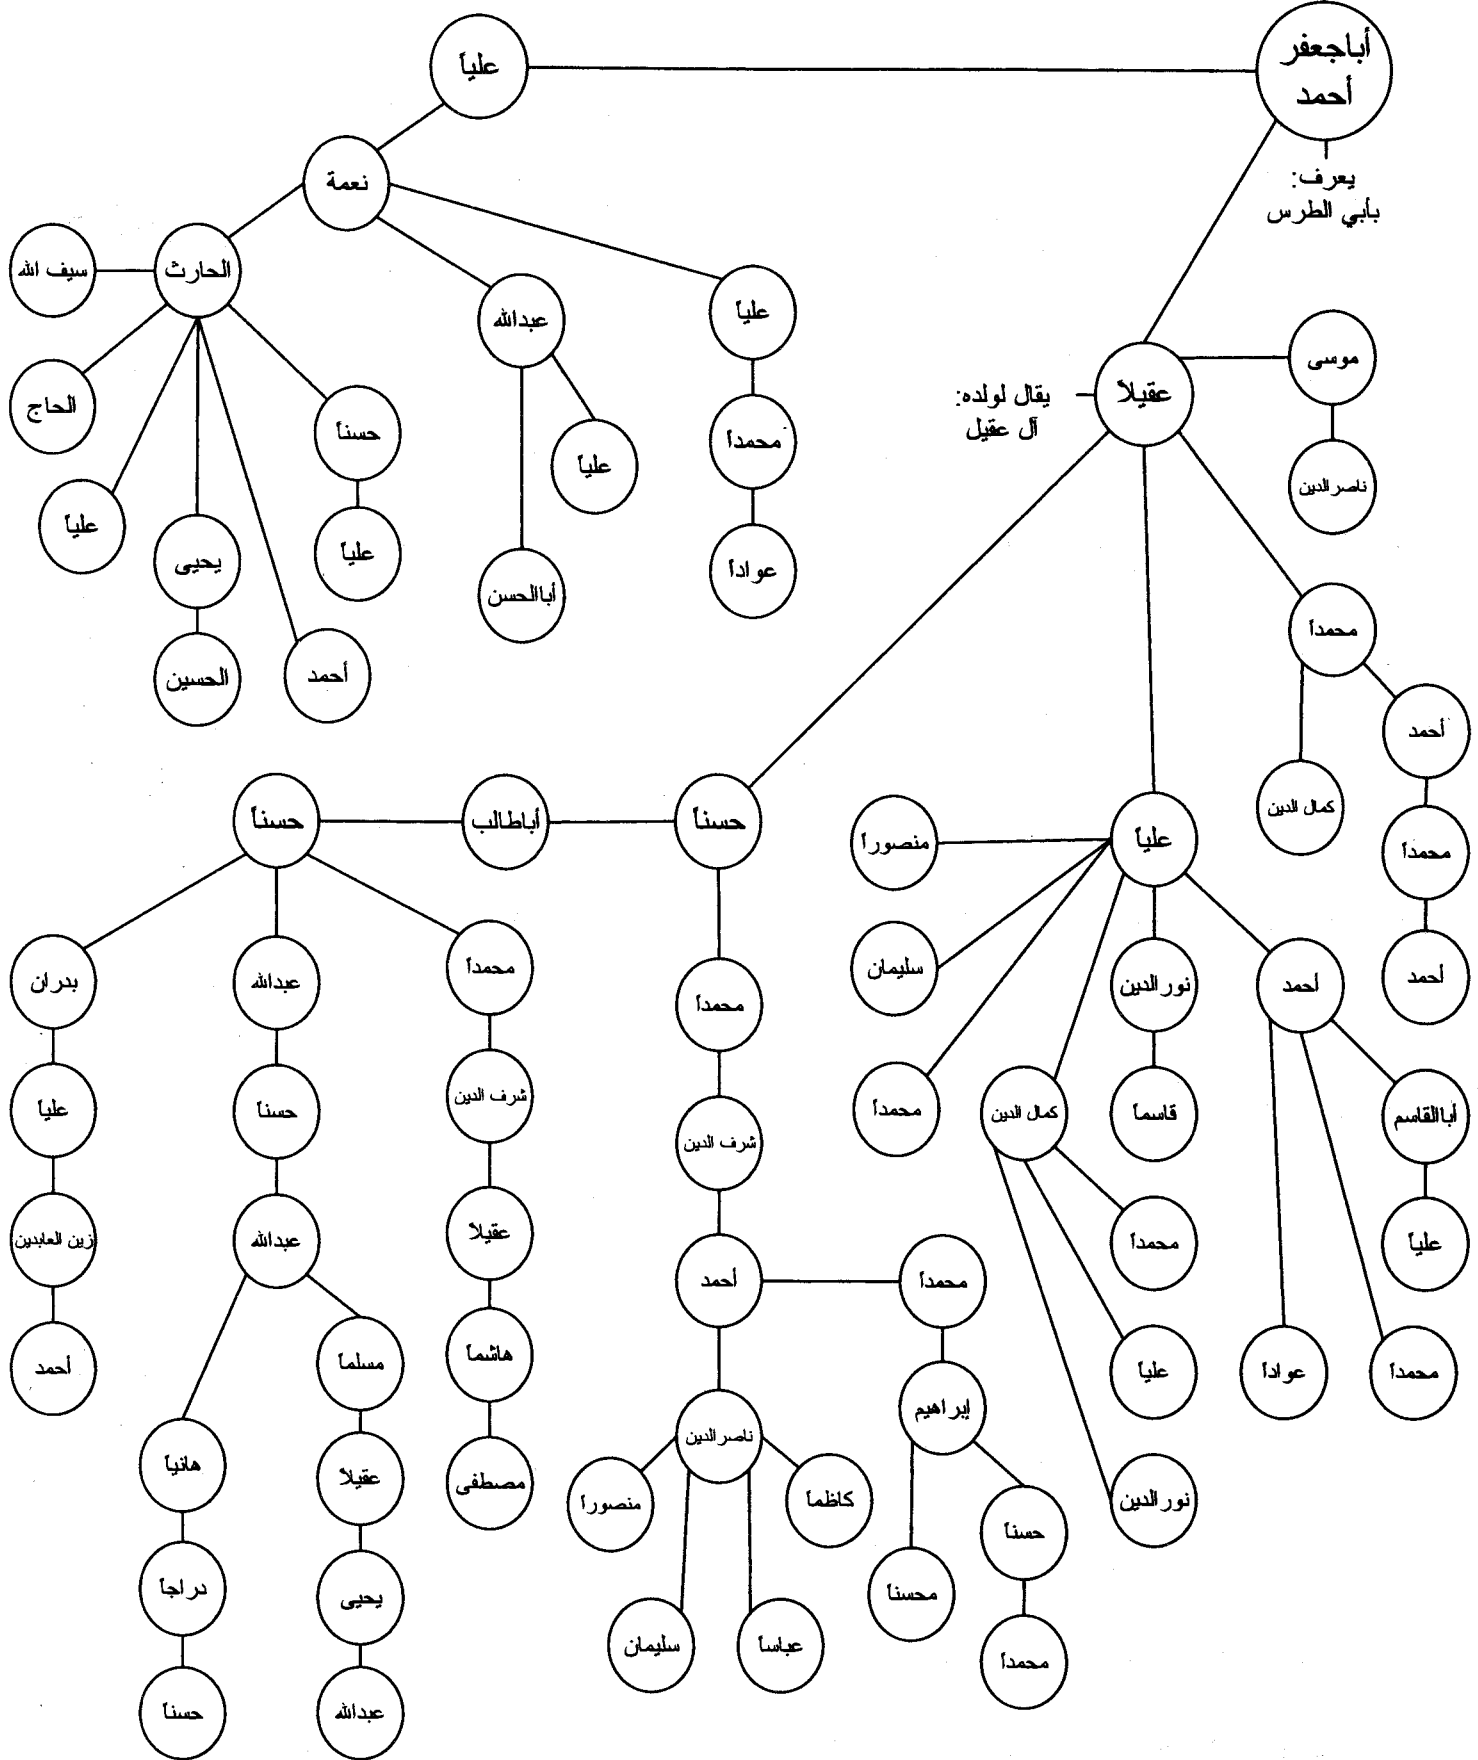 أباجعفر
أحمد
يعرف:
بأبي الطرس
علياً
نعمة
علياً
محمداً
عواداً
عبدالله
علياً
أباالحسن
الحارث
سيف الله
الحاج
علياً
يحيى
الحسين
أحمد
حسناً
علياً
عقيلاً
يقال لولده:
آل عقيل
موسى
ناصرالدين
محمداً
أحمد
محمداً
أحمد
كمال الدين
علياً
أحمد
أباالقاسم
علياً
محمداً
عواداً
نورالدين
قاسماً
كمال الدين
محمداً
علياً
نورالدين
محمداً
سليمان
منصوراً
حسناً
محمداً
شرف الدين
أحمد
محمداً
إبراهيم
حسناً
محمداً
محسناً
ناصرالدين
كاظماً
عباساً
سليمان
منصوراً
أباطالب
حسناً
محمداً
شرف الدين
عقيلاً
هاشماً
مصطفى
عبدالله
حسناً
عبدالله
مسلماً
عقيلاً
يحيى
عبدالله
هانياً
دراجاً
حسناً
بدران
علياً
زين العابدين
أحمد